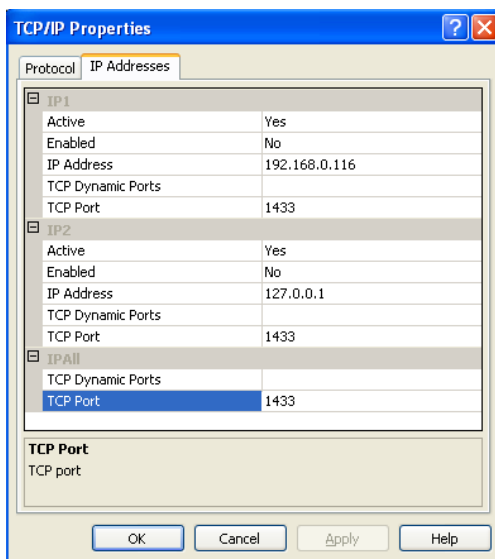 TCP/IP Properties
Protocol IP Addresses
IP1
Active Yes
Enabled No
IP Address 192.168.0.116
TCP Dynamic Ports
TCP Port 1433
IP2
Active Yes
Enabled No
IP Address 127.0.0.1
TCP Dynamic Ports
TCP Port 1433
IPAll
TCP Dynamic Ports
TCP Port 1433
TCP Port
TCP port
OK Cancel Apply Help